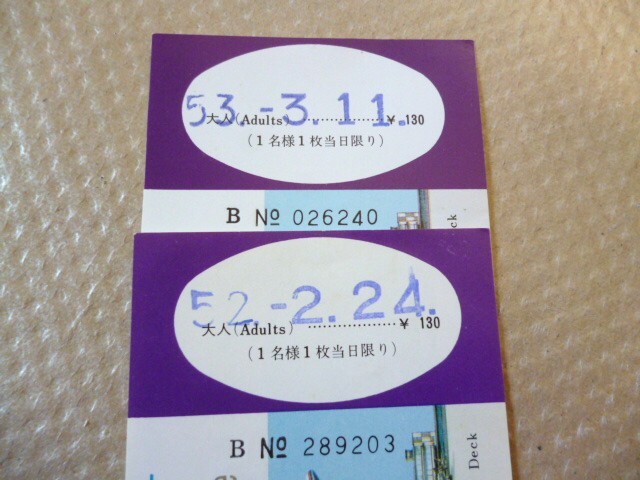 53.-3.11.
大人(Adults)..................¥ 130
(1名様1枚当日限り)
B No 026240
Deck
52.-2.24.
大人(Adults)..................¥ 130
(1名様1枚当日限り)
B No 289203
Deck